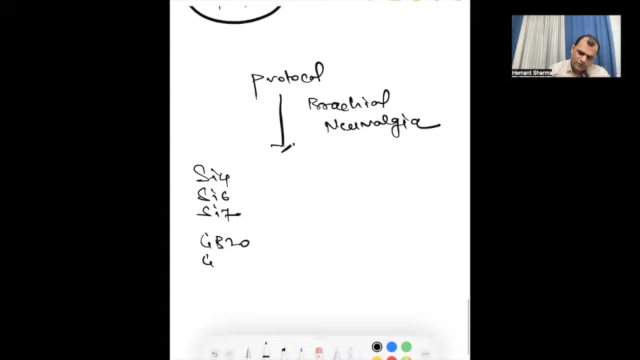 Protocol
Brachial
Neuralgia
Si4
Si6
Si7
GB20
G
Hemant Sharma